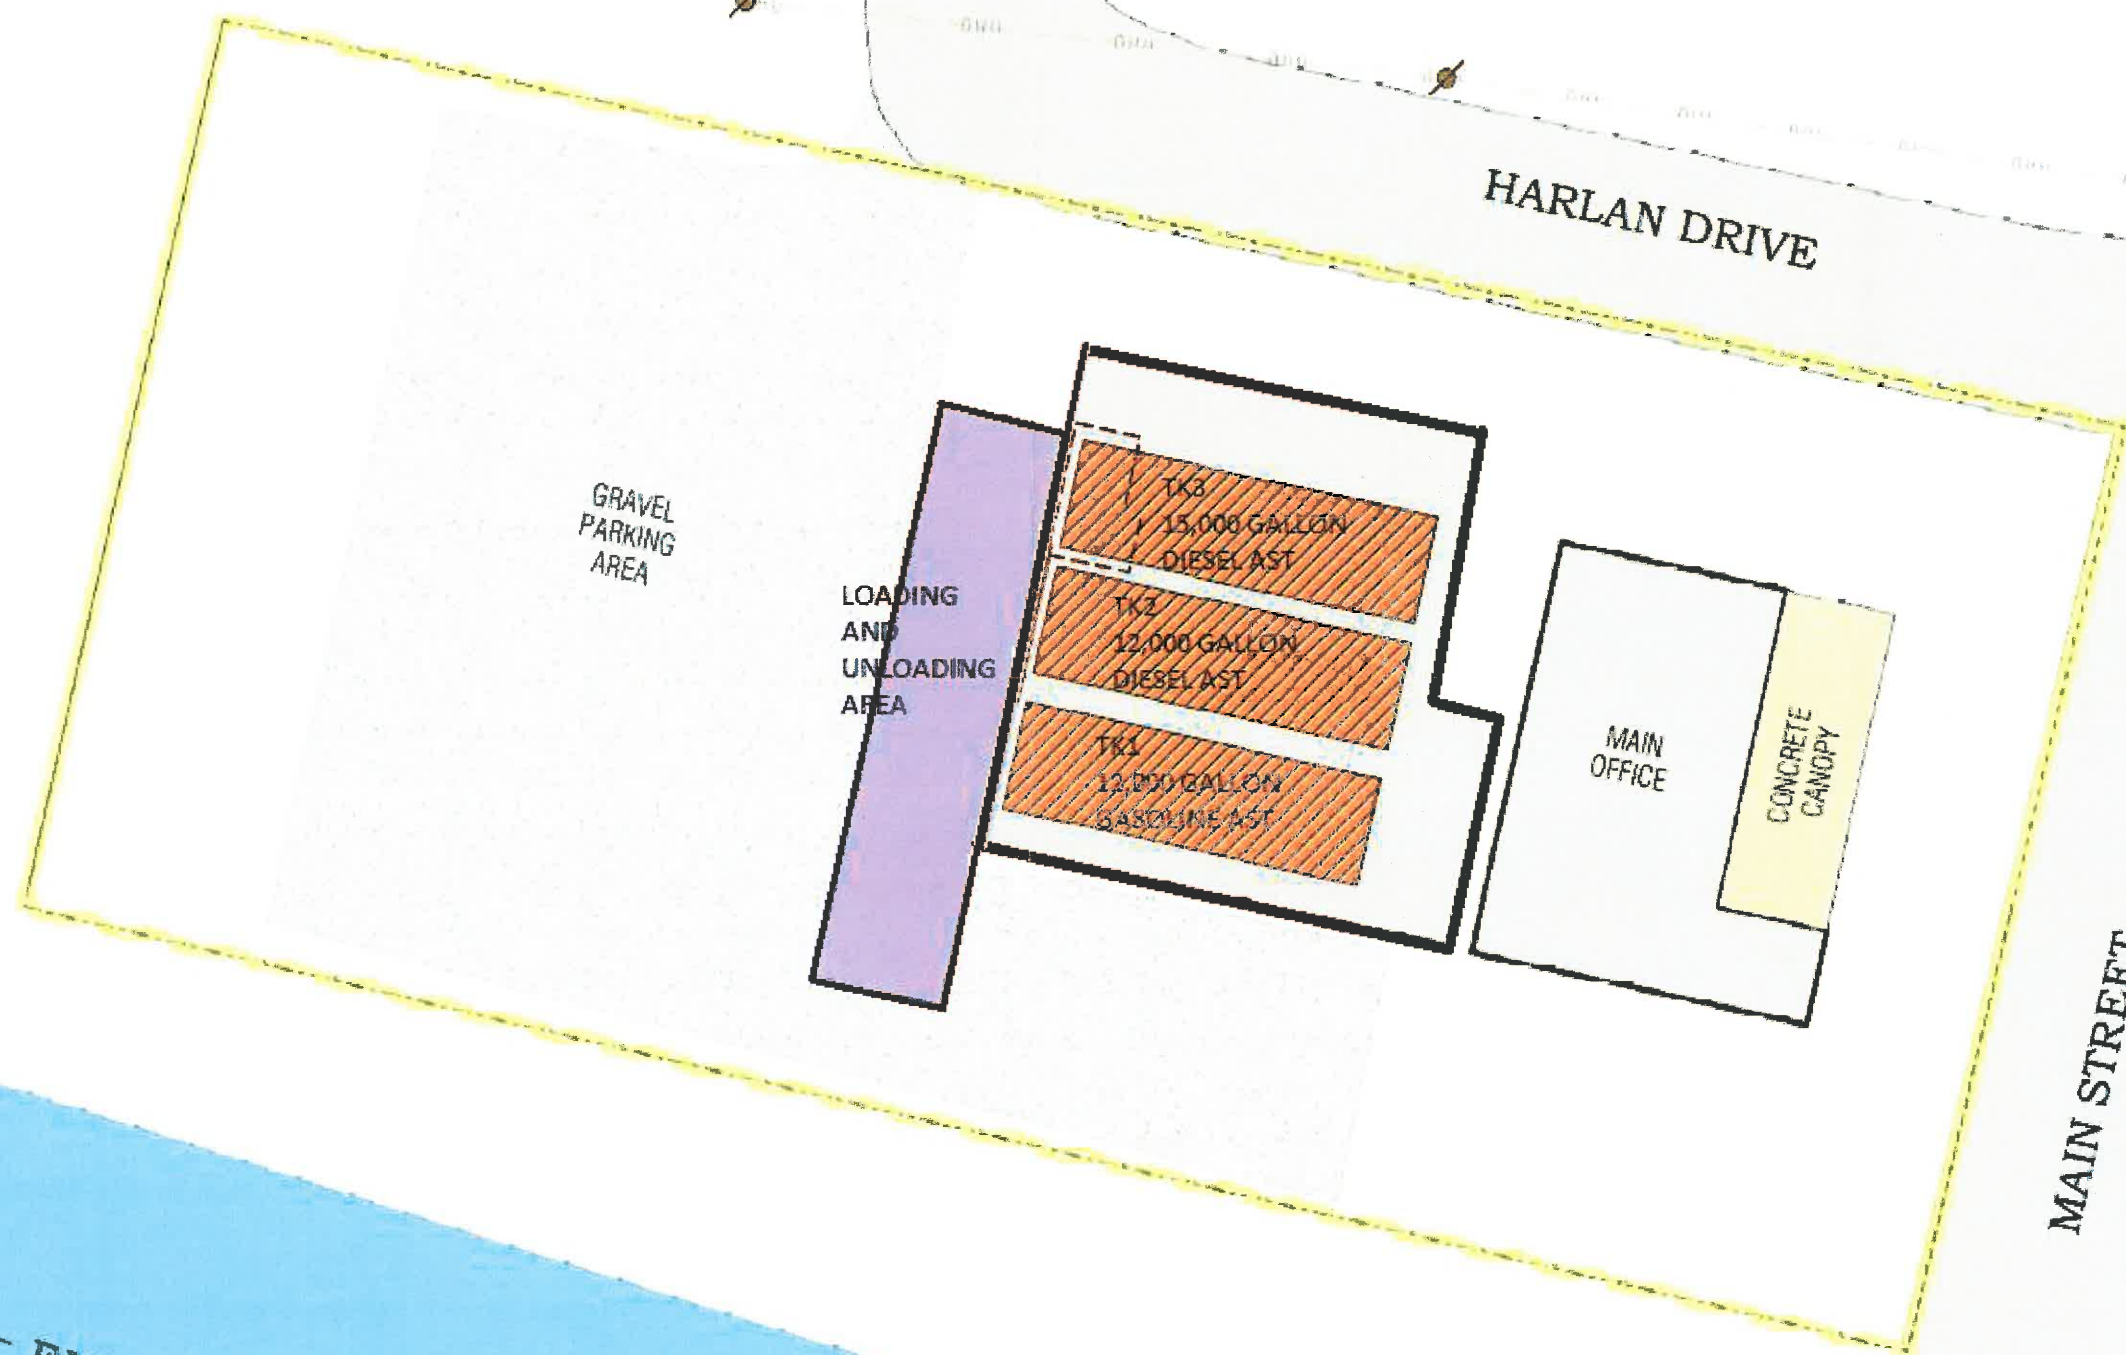 HARLAN DRIVE
GRAVEL
PARKING
AREA
LOADING
AND
UNLOADING
AREA
TK3
15,000 GALLON
DIESEL AST
TK2
12,000 GALLON
DIESEL AST
TK1
12,000 GALLON
GASOLINE AST
MAIN
OFFICE
CONCRETE
CANOPY
MAIN STREET